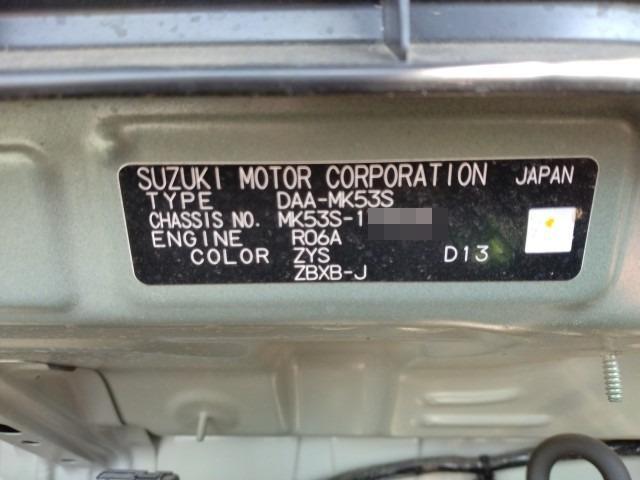 SUZUKI MOTOR CORPORATION JAPAN
TYPE DAA-MK53S
CHASSIS NO. MK53S-1
ENGINE R06A
COLOR ZYS D13
ZBXB-J